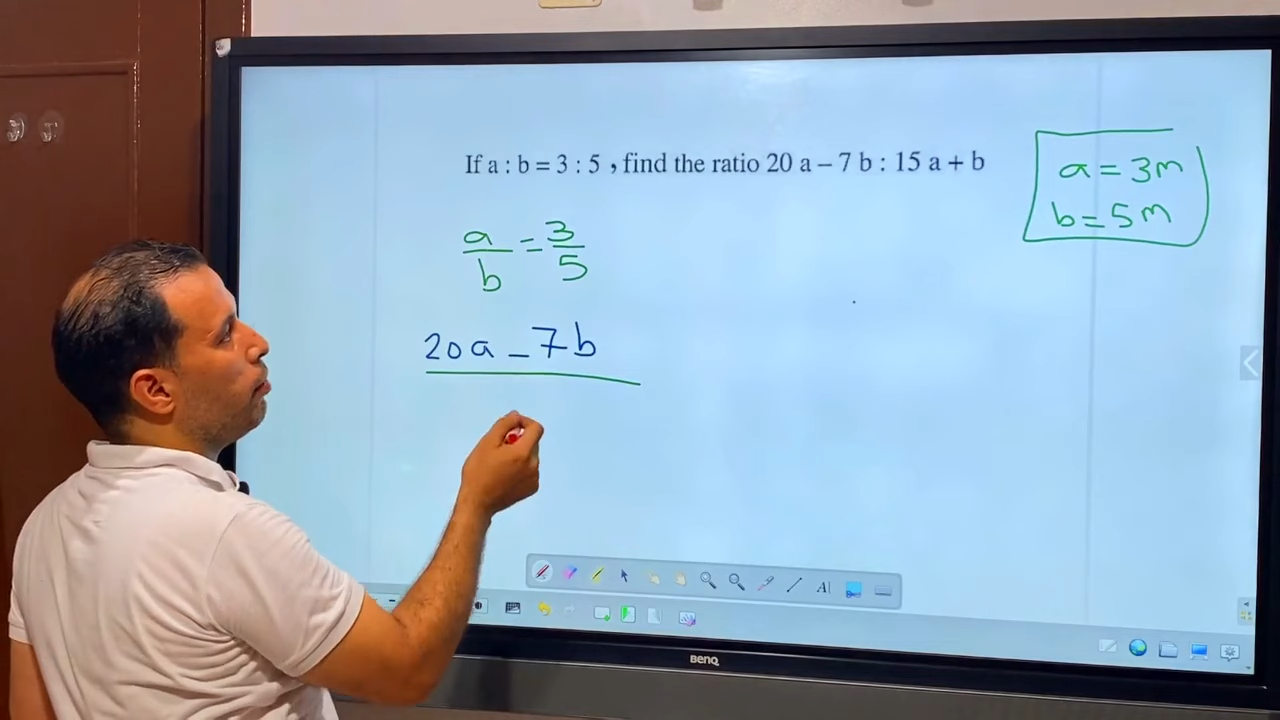 If a : b = 3 : 5 , find the ratio 20 a – 7 b : 15 a + b
a = 3m
b = 5m
a/b = 3/5
20a – 7b
A
BenQ